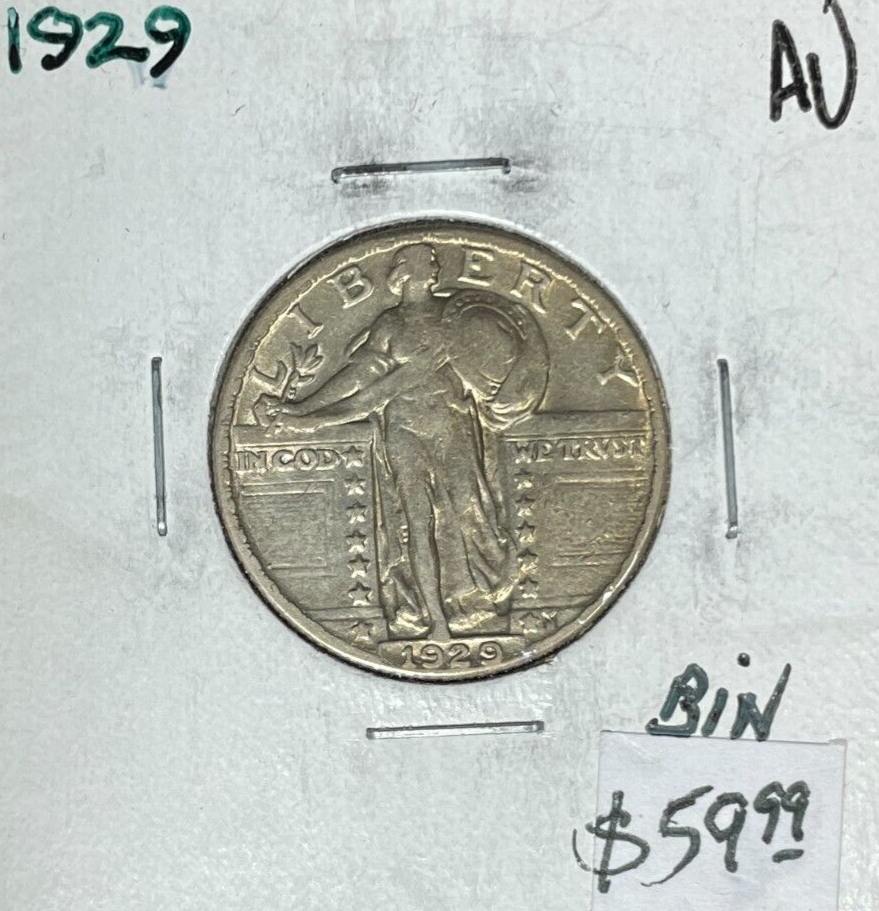 1929
AU
LIBERTY
IN GOD WE TRUST
M
1929
BIN
$59.99